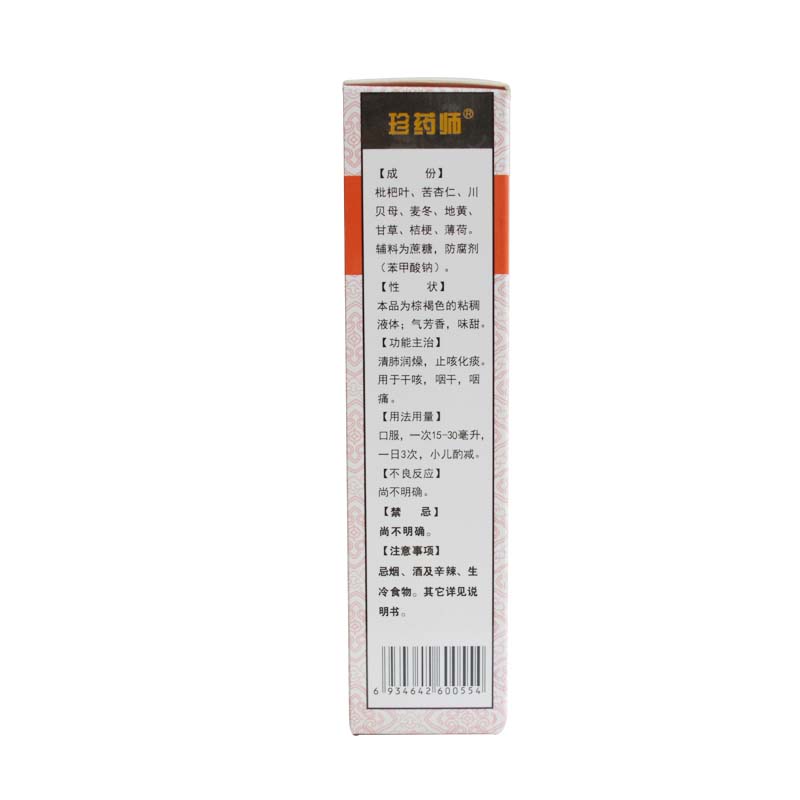 珍药师®
【成 份】
枇杷叶、苦杏仁、川
贝母、麦冬、地黄、
甘草、桔梗、薄荷。
辅料为蔗糖，防腐剂
（苯甲酸钠）。
【性 状】
本品为棕褐色的粘稠
液体；气芳香，味甜。
【功能主治】
清肺润燥，止咳化痰。
用于干咳，咽干，咽
痛。
【用法用量】
口服，一次15-30毫升，
一日3次，小儿酌减。
【不良反应】
尚不明确。
【禁 忌】
尚不明确。
【注意事项】
忌烟、酒及辛辣、生
冷食物。其它详见说
明书。
6 934642 600554